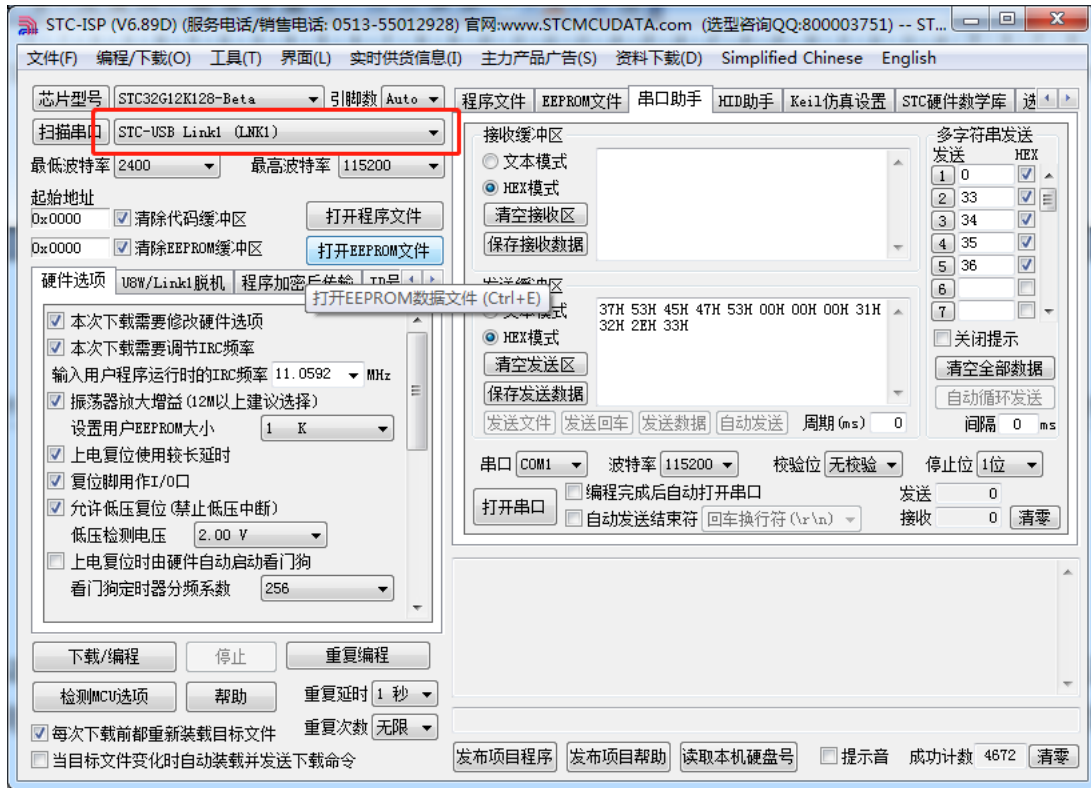 STC-ISP (V6.89D) (服务电话/销售电话: 0513-55012928) 官网:www.STCMCUDATA.com (选型咨询QQ:800003751) -- ST...
文件(F) 编程/下载(O) 工具(T) 界面(L) 实时供货信息(I) 主力产品广告(S) 资料下载(D) Simplified Chinese English
芯片型号 STC32G12K128-Beta 引脚数 Auto
扫描串口 STC-USB Link1 (LNK1)
最低波特率 2400 最高波特率 115200
起始地址
0x0000 清除代码缓冲区 打开程序文件
0x0000 清除EEPROM缓冲区 打开EEPROM文件
硬件选项 U8W/Link1脱机 程序加密后传输
打开EEPROM数据文件 (Ctrl+E)
本次下载需要修改硬件选项
本次下载需要调节IRC频率
输入用户程序运行时的IRC频率 11.0592 MHz
振荡器放大增益(12M以上建议选择)
设置用户EEPROM大小 1 K
上电复位使用较长延时
复位脚用作I/O口
允许低压复位(禁止低压中断)
低压检测电压 2.00 V
上电复位时由硬件自动启动看门狗
看门狗定时器分频系数 256
下载/编程 停止 重复编程
检测MCU选项 帮助 重复延时 1 秒
每次下载前都重新装载目标文件 重复次数 无限
当目标文件变化时自动装载并发送下载命令
程序文件 EEPROM文件 串口助手 HID助手 Keil仿真设置 STC硬件数学库 选
接收缓冲区
文本模式
HEX模式
清空接收区
保存接收数据
多字符串发送
发送 HEX
1 0
2 33
3 34
4 35
5 36
6
7
关闭提示
清空全部数据
自动循环发送
间隔 0 ms
HEX模式
清空发送区
保存发送数据
37H 53H 45H 47H 53H 00H 00H 00H 31H
32H 2EH 33H
发送文件 发送回车 发送数据 自动发送 周期(ms) 0
串口 COM1 波特率 115200 校验位 无校验 停止位 1位
打开串口 编程完成后自动打开串口 发送 0
自动发送结束符 回车换行符(\r\n) 接收 0 清零
发布项目程序 发布项目帮助 读取本机硬盘号 提示音 成功计数 4672 清零